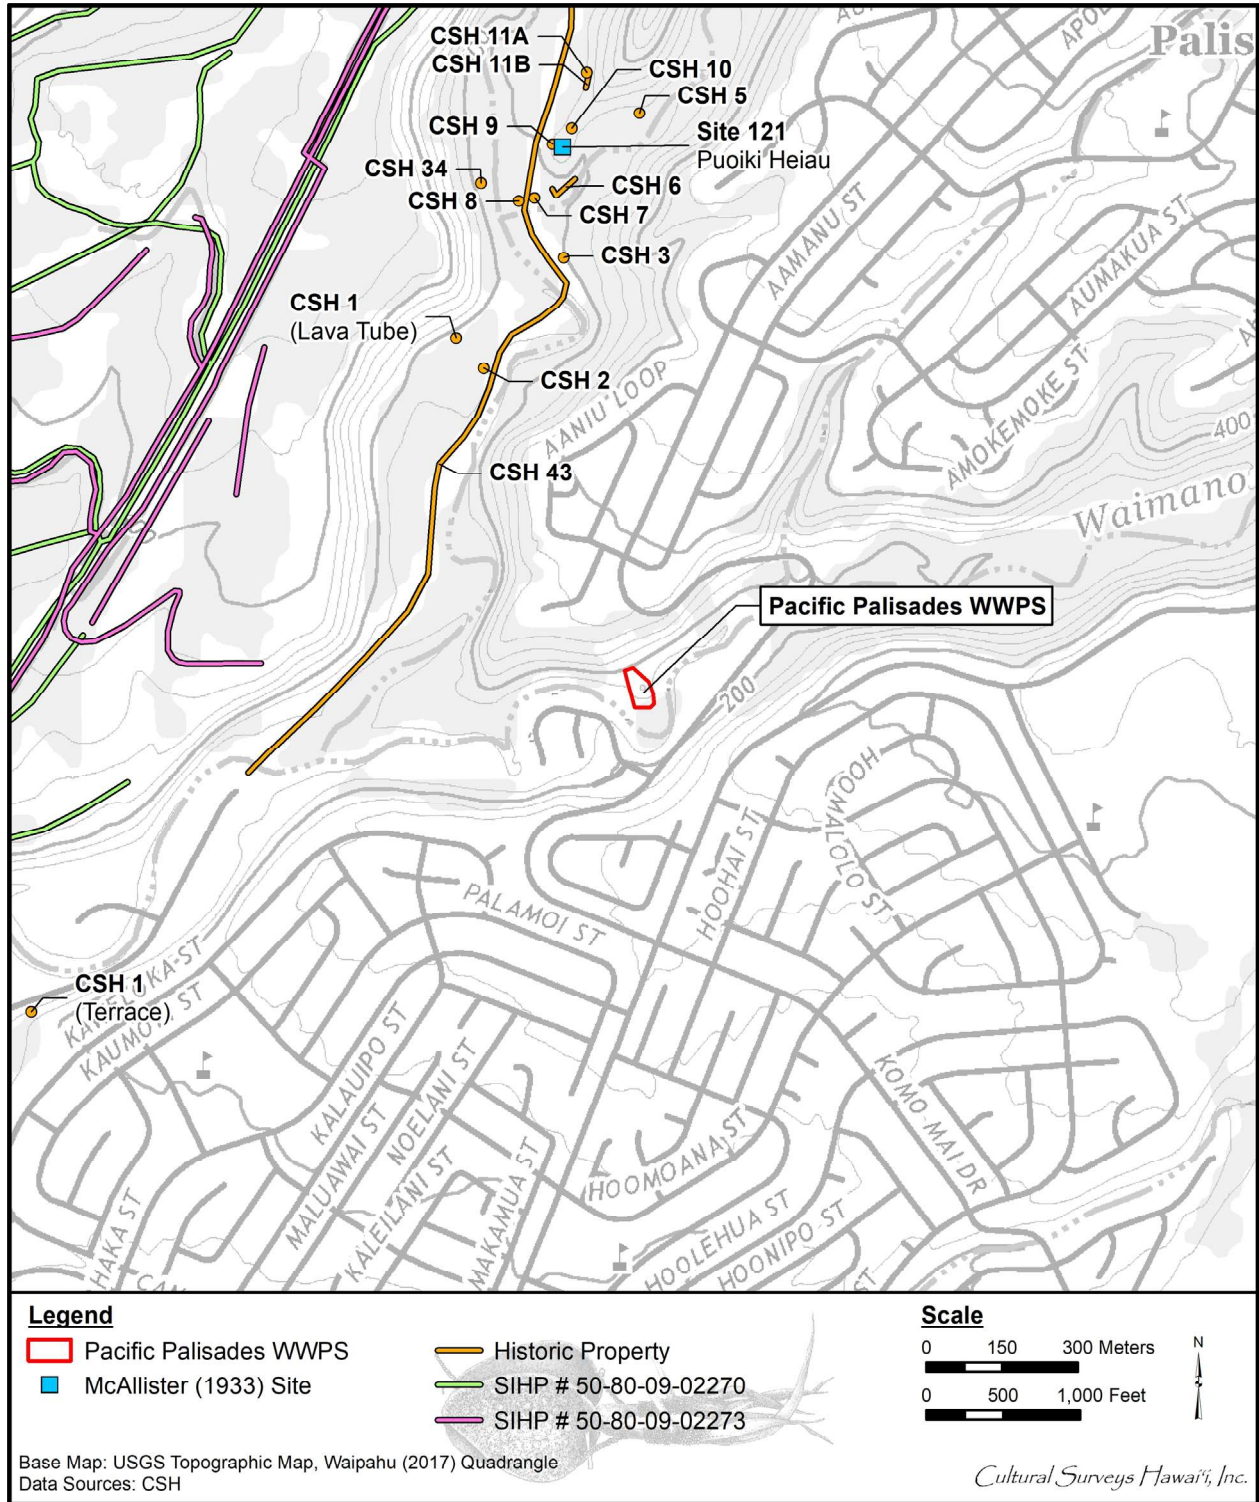 Palis
APOL
CSH 11A
CSH 11B
CSH 10
CSH 5
CSH 9
Site 121
Puoiki Heiau
CSH 34
CSH 6
CSH 8
CSH 7
AAMANU ST
AUMAKUA ST
CSH 3
CSH 1
(Lava Tube)
CSH 2
AANIU LOOP
AMOKEMOKE ST
400
CSH 43
Waimano
Pacific Palisades WWPS
200
HOOHAI ST
PALAMOI ST
CSH 1
(Terrace)
KAUMOLI ST
KALAUIPO ST
NOELANI ST
MALUAWAI ST
KALEILANI ST
MAKAMUA ST
HOOMOANA ST
KOMO MAI DR
HOOLEHUA ST
HOONIPO ST
HAKA ST
ST
Legend
Pacific Palisades WWPS
McAllister (1933) Site
Historic Property
SIHP # 50-80-09-02270
SIHP # 50-80-09-02273
Scale
0 150 300 Meters
0 500 1,000 Feet
N
Base Map: USGS Topographic Map, Waipahu (2017) Quadrangle
Data Sources: CSH
Cultural Surveys Hawai‘i, Inc.